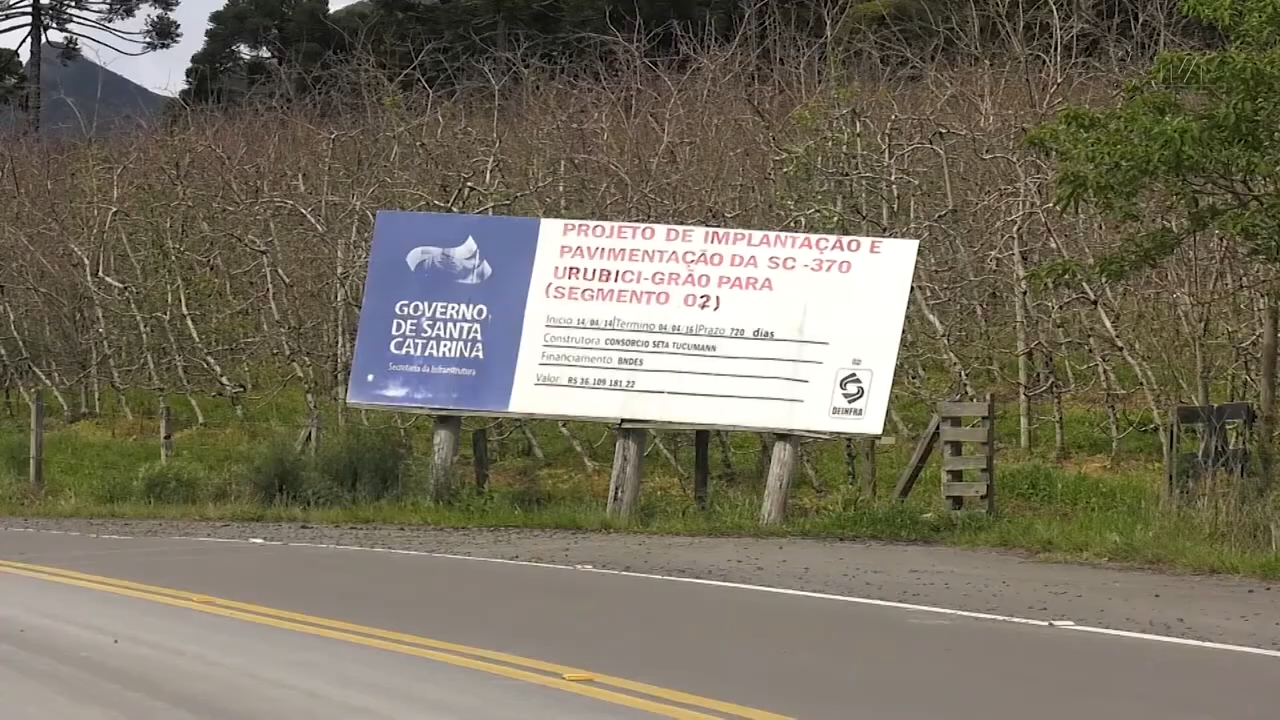 GOVERNO
DE SANTA
CATARINA
Secretaria da Infraestrutura
PROJETO DE IMPLANTAÇÃO E
PAVIMENTAÇÃO DA SC -370
URUBICI-GRÃO PARA
(SEGMENTO 02)
Inicio 14/04/14|Termino 04/04/16|Prazo 720 dias
Construtora CONSORCIO SETA TUCUMANN
Financiamento BNDES
Valor: R$ 36.109.181,22
DEINFRA